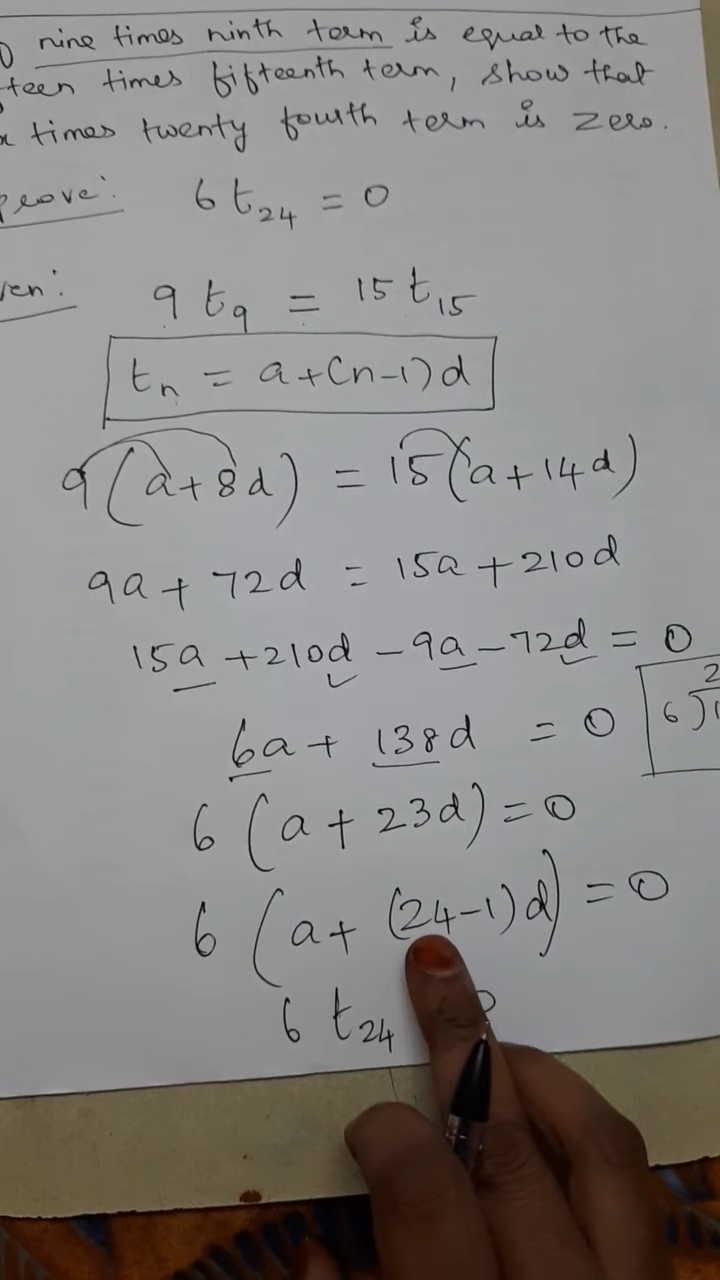 nine times ninth term is equal to the
teen times fifteenth term, show that
x times twenty fourth term is zero.
prove: 6 t₂₄ = 0
ven: 9 t₉ = 15 t₁₅
tₙ = a+(n-1)d
9(a+8d) = 15(a+14d)
9a + 72d = 15a + 210d
15a + 210d - 9a - 72d = 0
6a + 138d = 0
6(a + 23d) = 0
6(a + (24-1)d) = 0
6 t₂₄